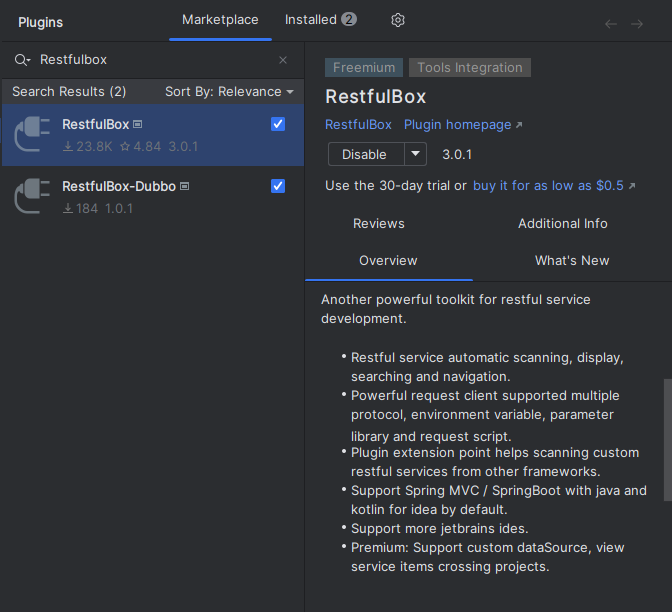 Plugins
Marketplace
Installed 2
Restfulbox
Search Results (2)
Sort By: Relevance
RestfulBox
23.8K 4.84 3.0.1
RestfulBox-Dubbo
184 1.0.1
Freemium
Tools Integration
RestfulBox
RestfulBox Plugin homepage
Disable
3.0.1
Use the 30-day trial or buy it for as low as $0.5
Reviews
Additional Info
Overview
What's New
Another powerful toolkit for restful service
development.
• Restful service automatic scanning, display,
searching and navigation.
• Powerful request client supported multiple
protocol, environment variable, parameter
library and request script.
• Plugin extension point helps scanning custom
restful services from other frameworks.
• Support Spring MVC / SpringBoot with java and
kotlin for idea by default.
• Support more jetbrains ides.
• Premium: Support custom dataSource, view
service items crossing projects.